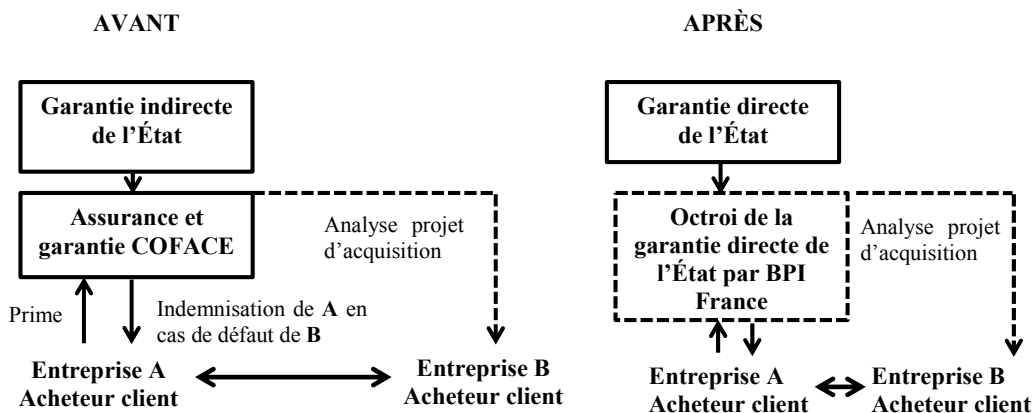 AVANT
Garantie indirecte
de l'État
Assurance et
garantie COFACE
Analyse projet
d'acquisition
Prime
Indemnisation de A en
cas de défaut de B
Entreprise A
Acheteur client
Entreprise B
Acheteur client
APRÈS
Garantie directe
de l'État
Octroi de la
garantie directe de
l'État par BPI
France
Analyse projet
d'acquisition
Entreprise A
Acheteur client
Entreprise B
Acheteur client